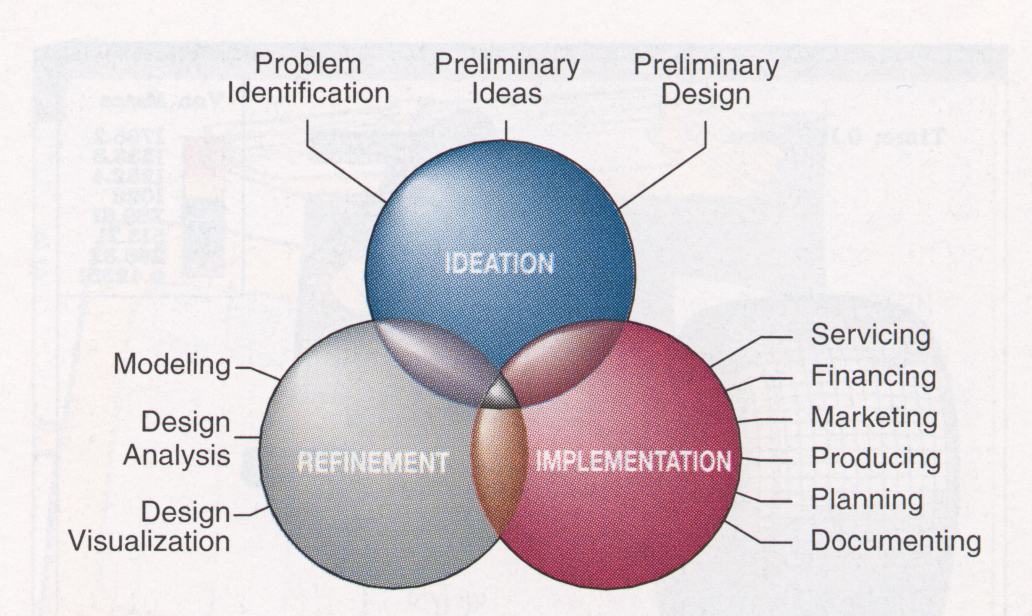 Problem
Identification
Preliminary
Ideas
Preliminary
Design
IDEATION
Modeling
Design
Analysis
Design
Visualization
REFINEMENT
IMPLEMENTATION
Servicing
Financing
Marketing
Producing
Planning
Documenting